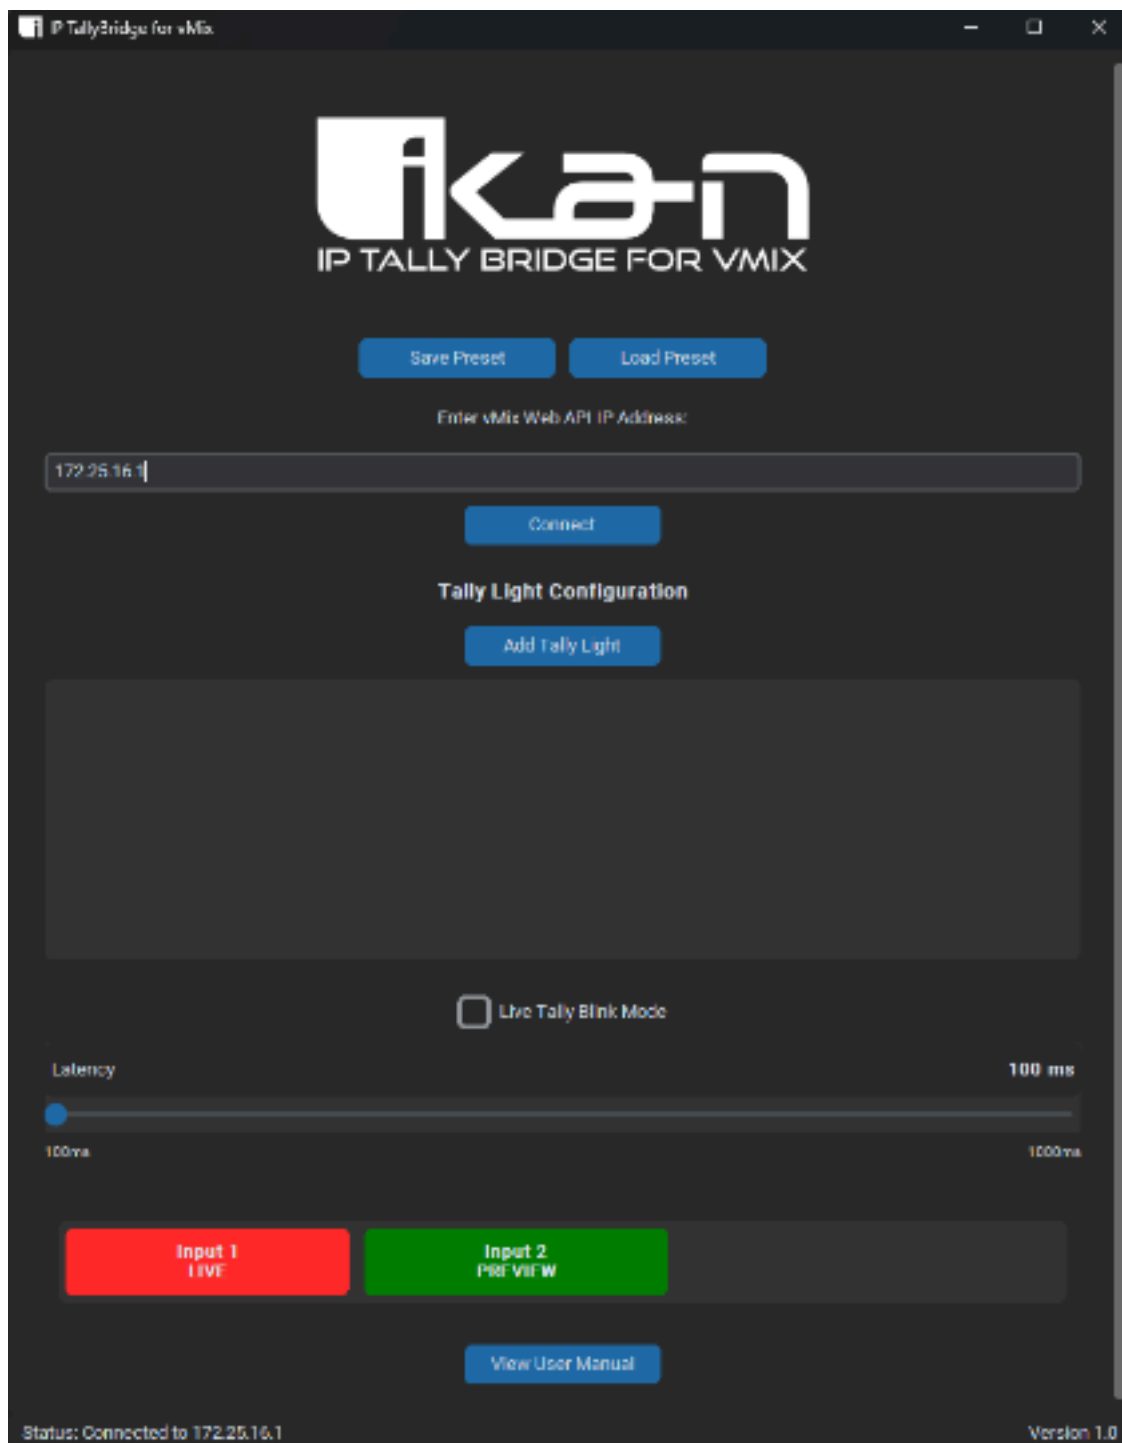 IP TallyBridge for vMix
ikan
IP TALLY BRIDGE FOR VMIX
Save Preset Load Preset
Enter vMix Web API IP Address:
172.25.16.1
Connect
Tally Light Configuration
Add Tally Light
Live Tally Blink Mode
Latency 100 ms
100ms 1000ms
Input 1 Input 2
LIVE PREVIEW
View User Manual
Status: Connected to 172.25.16.1 Version 1.0